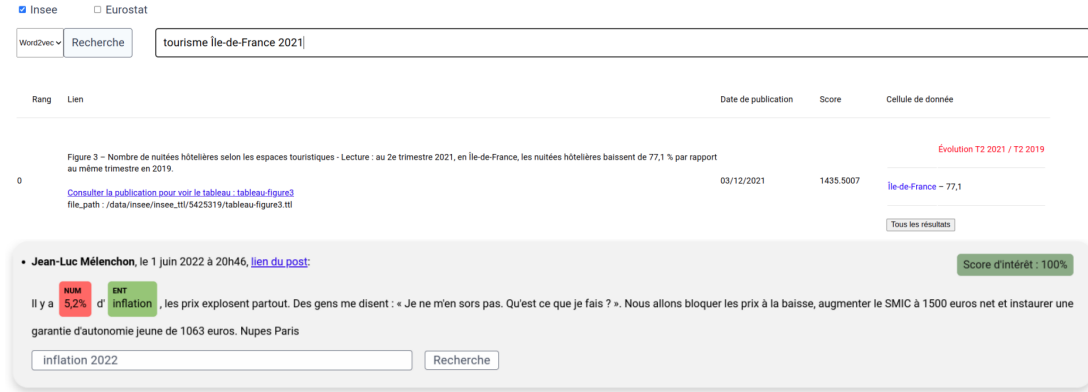 Insee Eurostat
Word2vec Recherche tourisme Île-de-France 2021
Rang Lien Date de publication Score Cellule de donnée
Évolution T2 2021 / T2 2019
Figure 3 – Nombre de nuitées hôtelières selon les espaces touristiques - Lecture : au 2e trimestre 2021, en Île-de-France, les nuitées hôtelières baissent de 77,1 % par rapport
au même trimestre en 2019.
0 03/12/2021 1435.5007
Île-de-France − 77,1
Consulter la publication pour voir le tableau : tableau-figure3
file_path : /data/insee/insee_ttl/5425319/tableau-figure3.ttl
Tous les résultats
• Jean-Luc Mélenchon, le 1 juin 2022 à 20h46, lien du post:
Score d'intérêt : 100%
NUM ENT
Il y a 5,2% d' inflation , les prix explosent partout. Des gens me disent : « Je ne m'en sors pas. Qu'est ce que je fais ? ». Nous allons bloquer les prix à la baisse, augmenter le SMIC à 1500 euros net et instaurer une
garantie d'autonomie jeune de 1063 euros. Nupes Paris
inflation 2022 Recherche